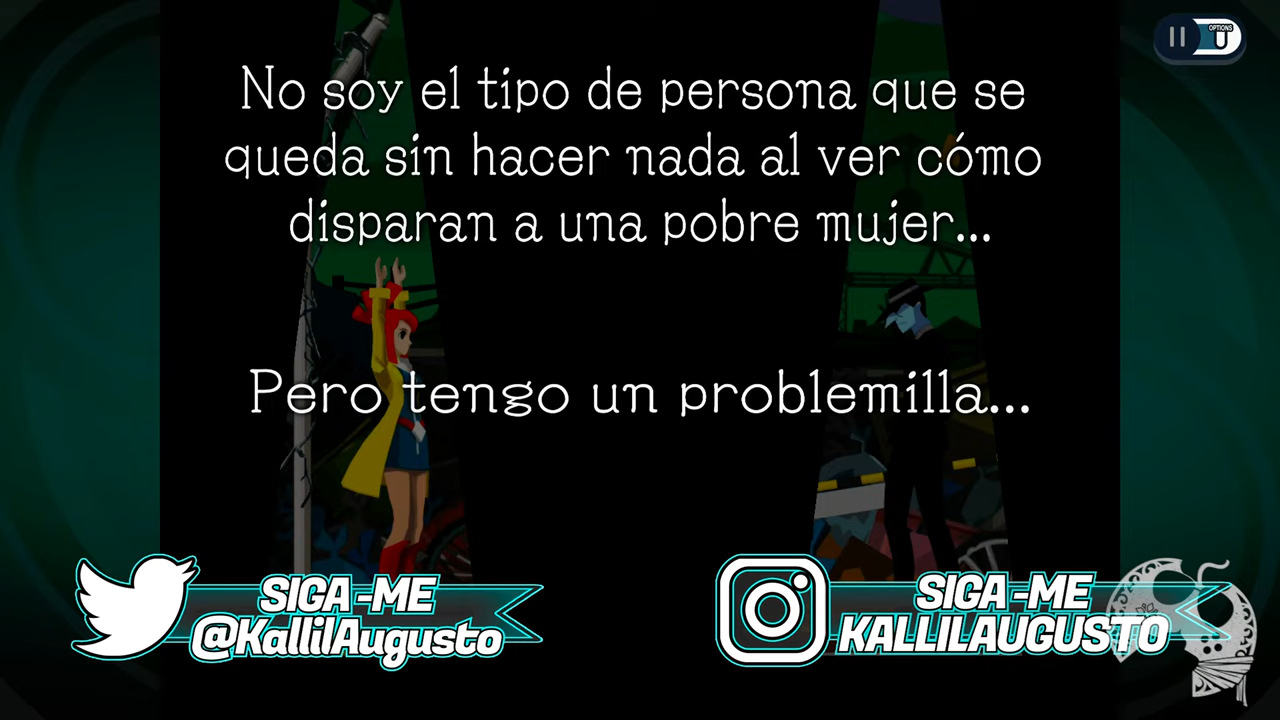 OPTIONS
No soy el tipo de persona que se
queda sin hacer nada al ver cómo
disparan a una pobre mujer...
Pero tengo un problemilla...
SIGA-ME
@KallilAugusto
SIGA-ME
KALLILAUGUSTO